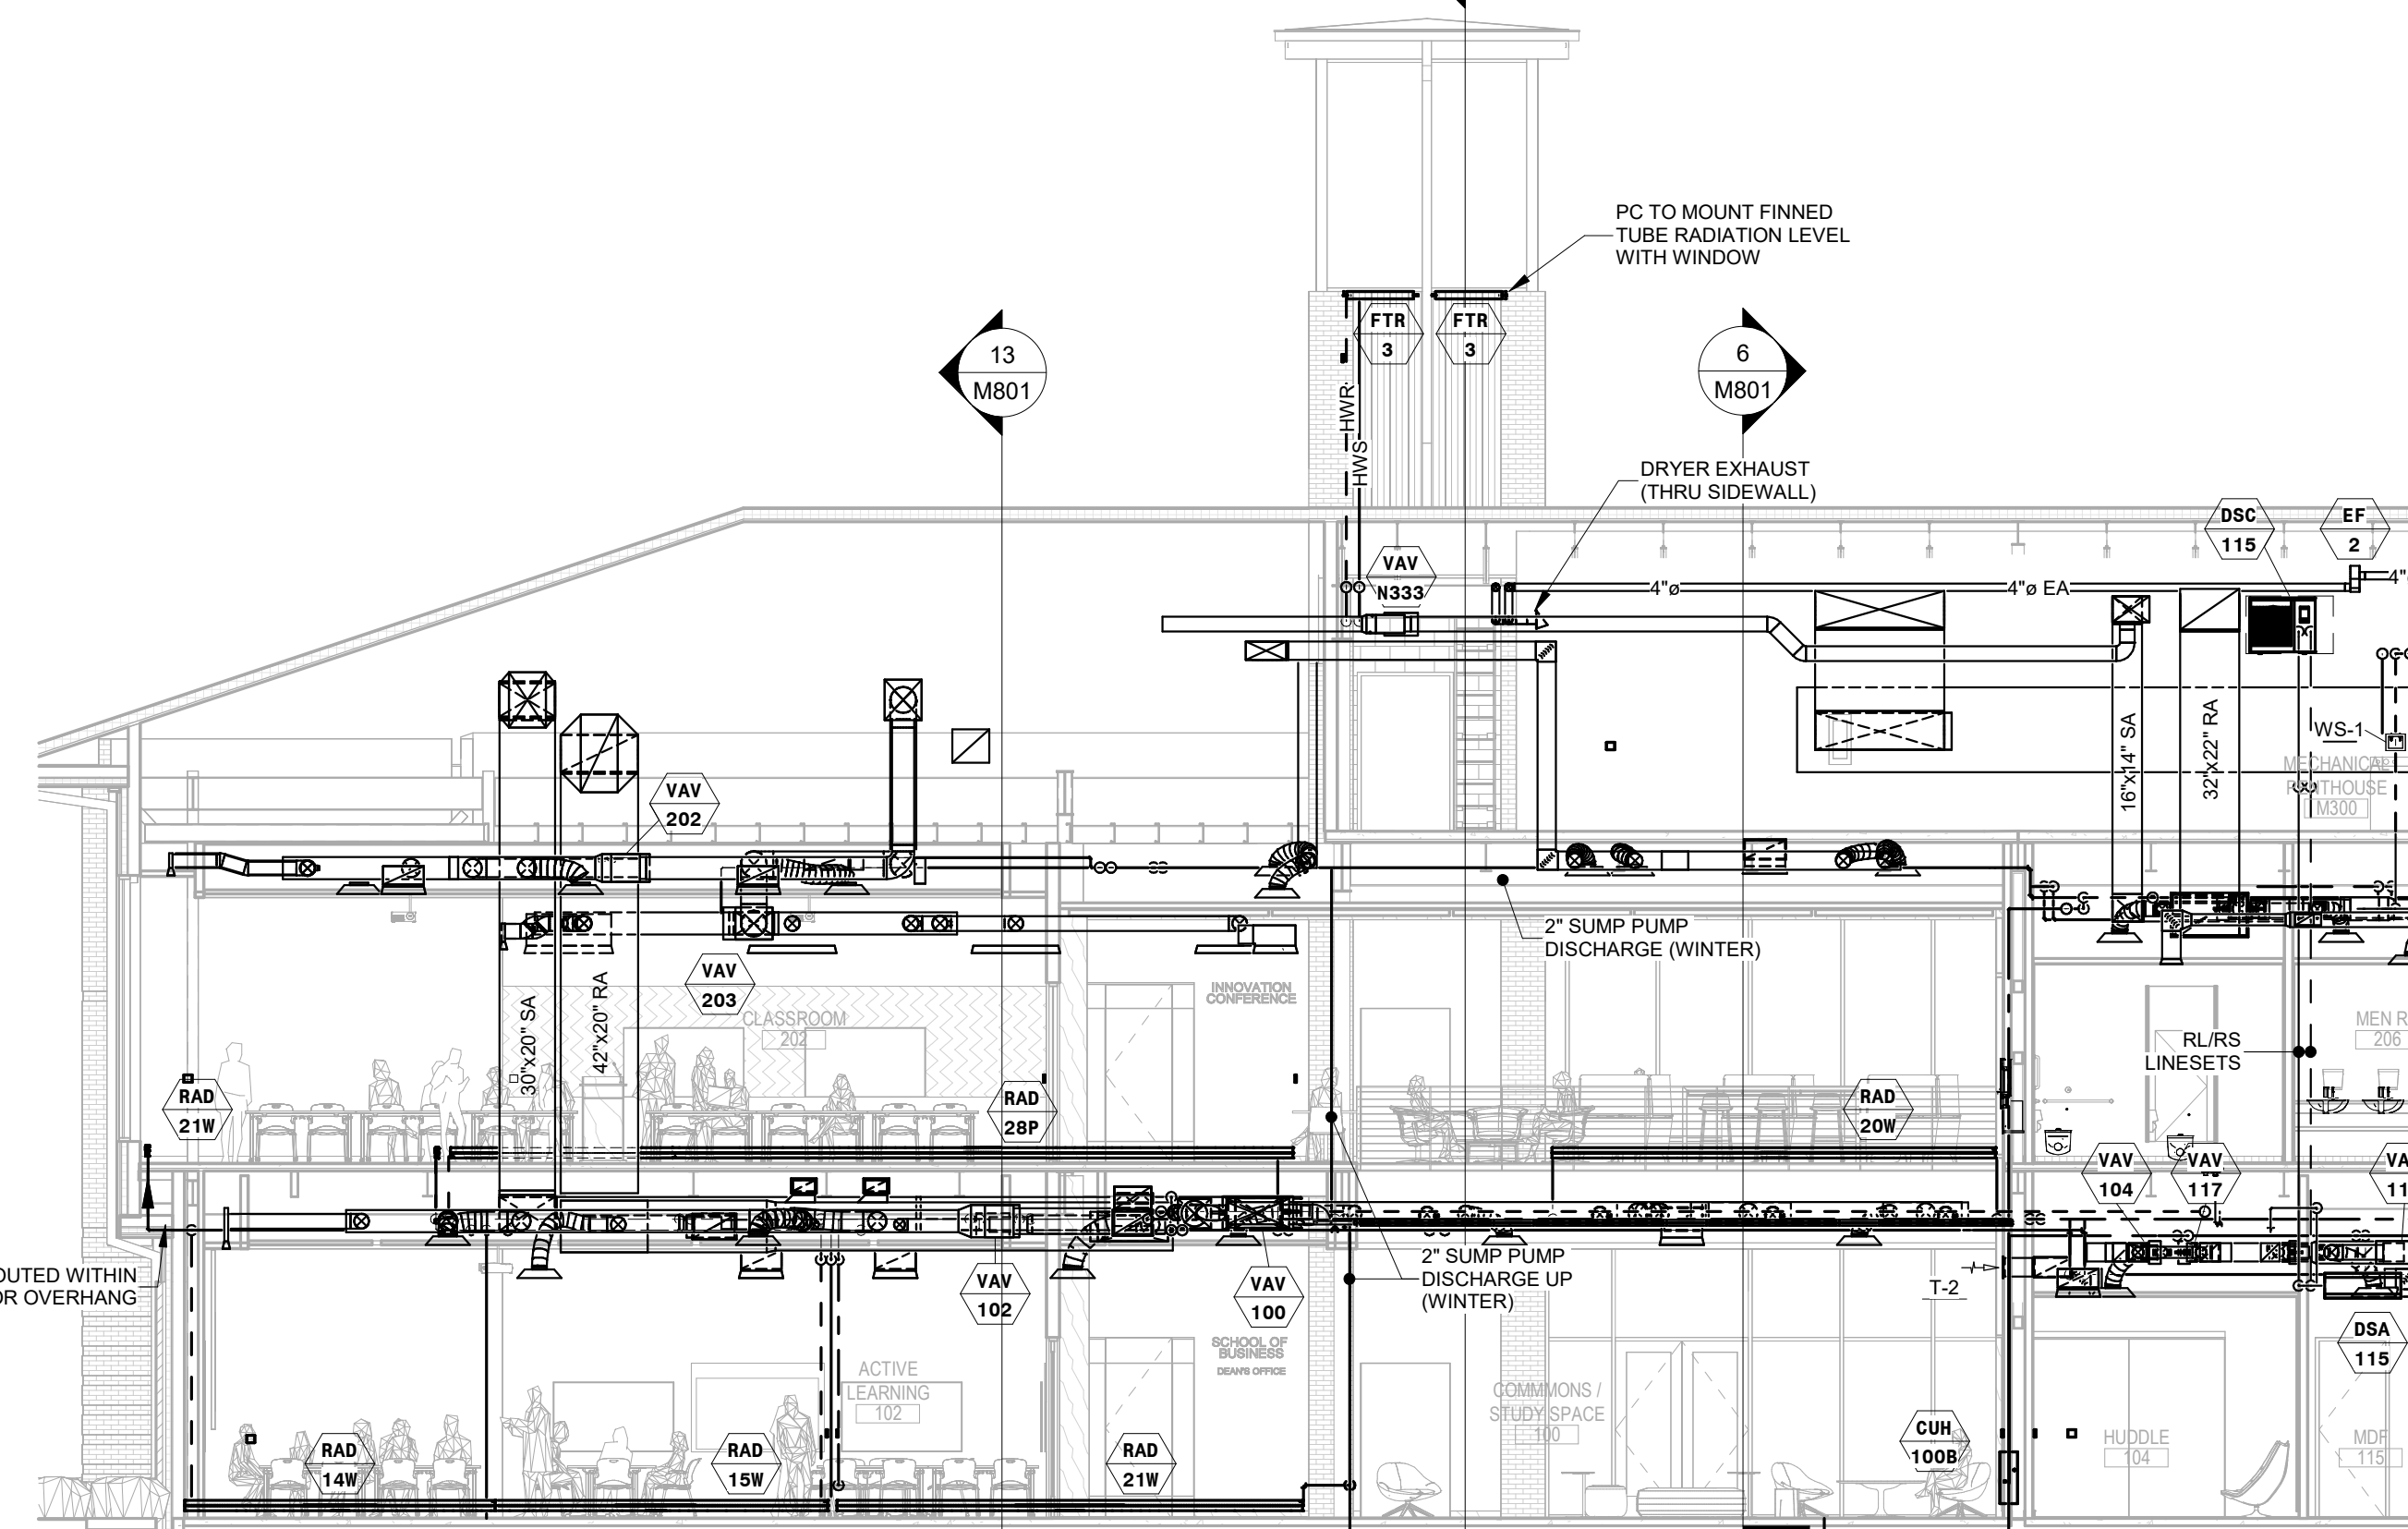 PC TO MOUNT FINNED
TUBE RADIATION LEVEL
WITH WINDOW
FTR
3
FTR
3
13
M801
6
M801
HWR
HWS
DRYER EXHAUST
(THRU SIDEWALL)
DSC
115
EF
2
VAV
N333
4"ø
4"ø EA
4"
16"x14" SA
32"x22" RA
WS-1
MECHANICAL
PENTHOUSE
M300
VAV
202
2" SUMP PUMP
DISCHARGE (WINTER)
VAV
203
30"x20" SA
42"x20" RA
CLASSROOM
202
INNOVATION
CONFERENCE
MEN R
206
RL/RS
LINESETS
RAD
21W
RAD
28P
RAD
20W
VAV
104
VAV
117
VA
11
2" SUMP PUMP
DISCHARGE UP
(WINTER)
OUTED WITHIN
OR OVERHANG
VAV
102
VAV
100
T-2
DSA
115
SCHOOL OF
BUSINESS
DEAN'S OFFICE
ACTIVE
LEARNING
102
COMMMONS /
STUDY SPACE
100
RAD
14W
RAD
15W
RAD
21W
CUH
100B
HUDDLE
104
MDF
115